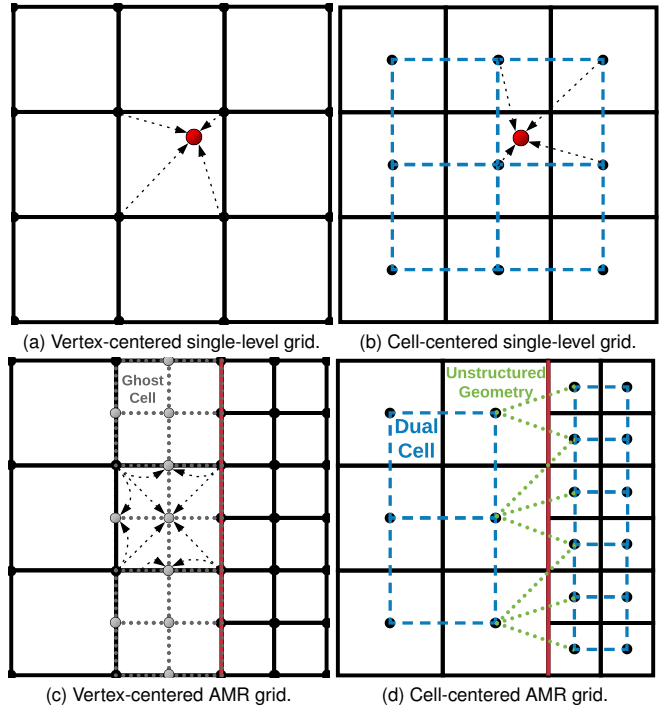 (a) Vertex-centered single-level grid.
(b) Cell-centered single-level grid.
Ghost
Cell
Unstructured
Geometry
Dual
Cell
(c) Vertex-centered AMR grid.
(d) Cell-centered AMR grid.